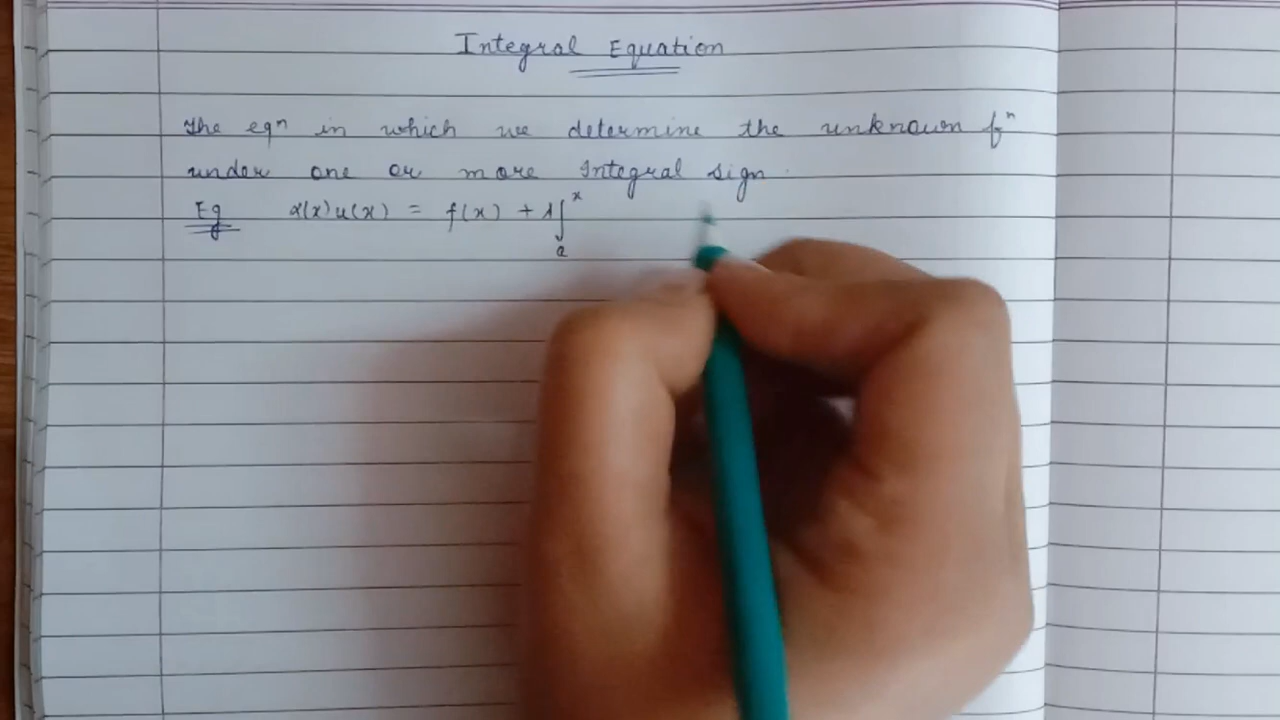 Integral Equation
The eqⁿ in which we determine the unknown fⁿ
under one or more Integral sign.
Eg α(x)u(x) = f(x) + λ∫ₐˣ